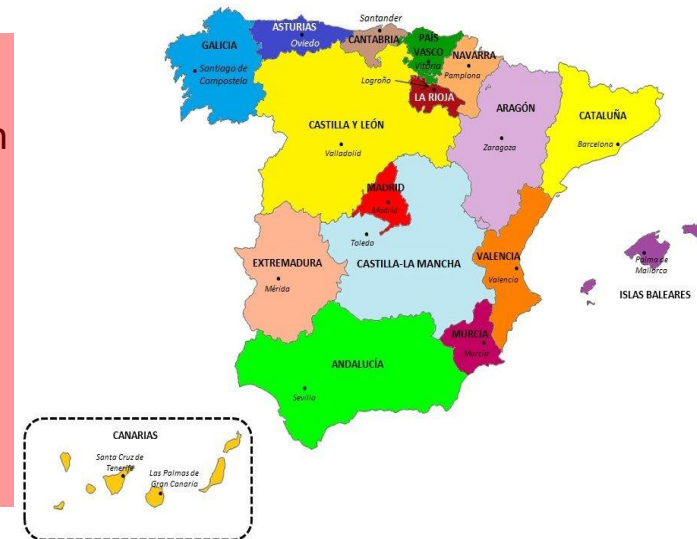 n
ASTURIAS
Oviedo
Santander
CANTABRIA
PAÍS
VASCO
Vitoria
NAVARRA
Pamplona
GALICIA
Santiago de
Compostela
Logroño
LA RIOJA
CASTILLA Y LEÓN
Valladolid
ARAGÓN
Zaragoza
CATALUÑA
Barcelona
MADRID
Madrid
Toledo
CASTILLA-LA MANCHA
EXTREMADURA
Mérida
VALENCIA
Valencia
Palma de
Mallorca
ISLAS BALEARES
MURCIA
Murcia
ANDALUCÍA
Sevilla
CANARIAS
Santa Cruz de
Tenerife
Las Palmas de
Gran Canaria